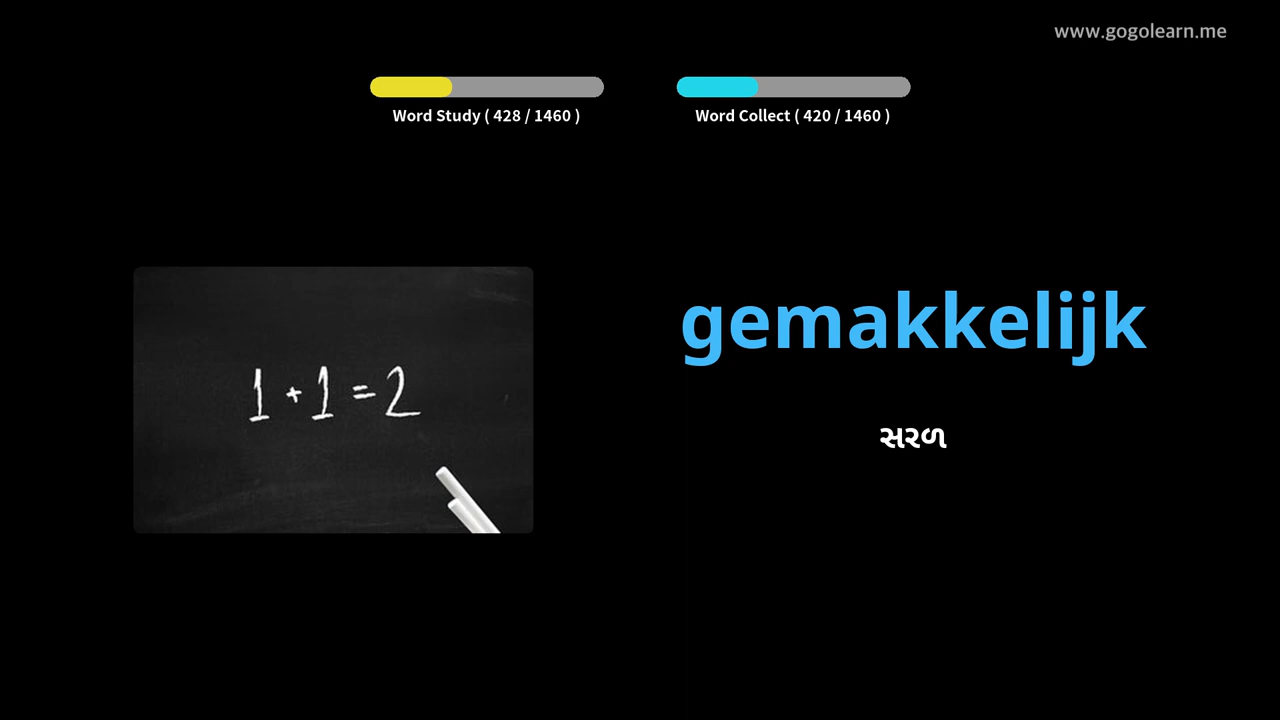 www.gogolearn.me
Word Study ( 428 / 1460 )
Word Collect ( 420 / 1460 )
1 + 1 = 2
gemakkelijk
સરળ